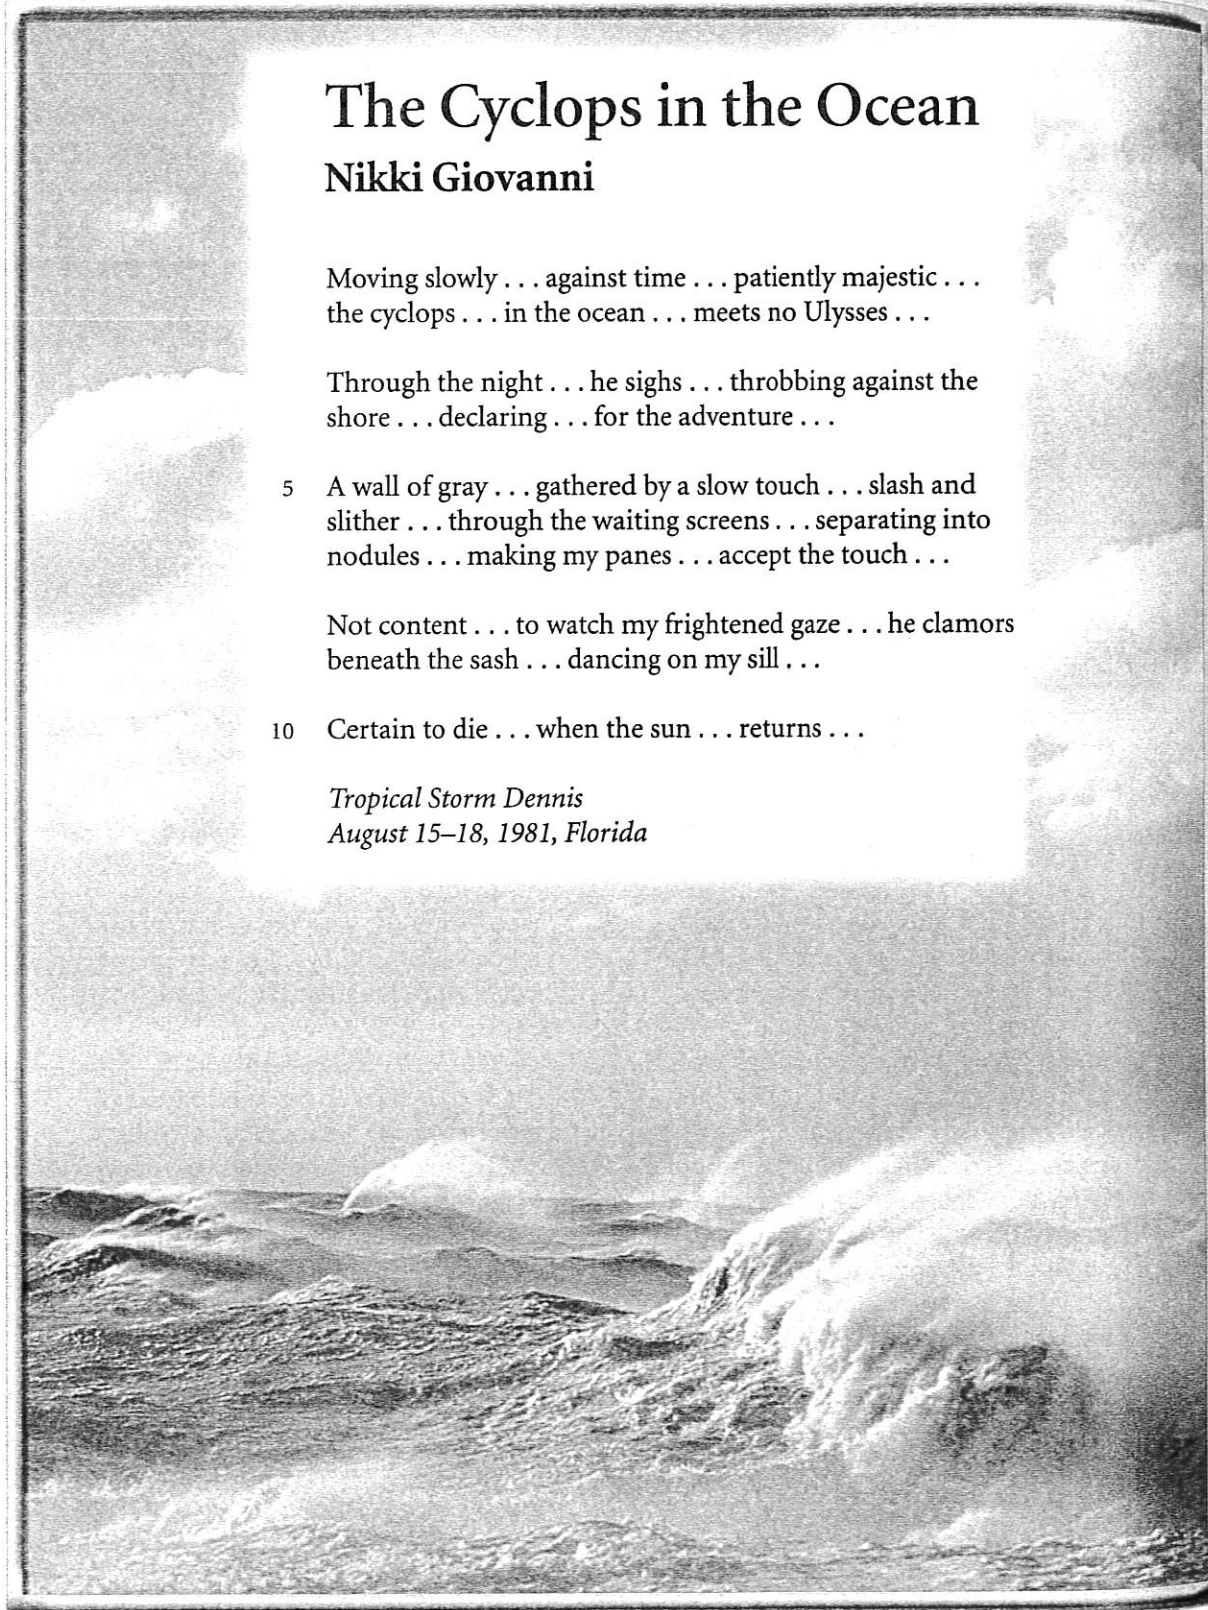 The Cyclops in the Ocean
Nikki Giovanni
Moving slowly . . . against time . . . patiently majestic . . .
the cyclops . . . in the ocean . . . meets no Ulysses . . .
Through the night . . . he sighs . . . throbbing against the
shore . . . declaring . . . for the adventure . . .
5 A wall of gray . . . gathered by a slow touch . . . slash and
slither . . . through the waiting screens . . . separating into
nodules . . . making my panes . . . accept the touch . . .
Not content . . . to watch my frightened gaze . . . he clamors
beneath the sash . . . dancing on my sill . . .
10 Certain to die . . . when the sun . . . returns . . .
Tropical Storm Dennis
August 15–18, 1981, Florida